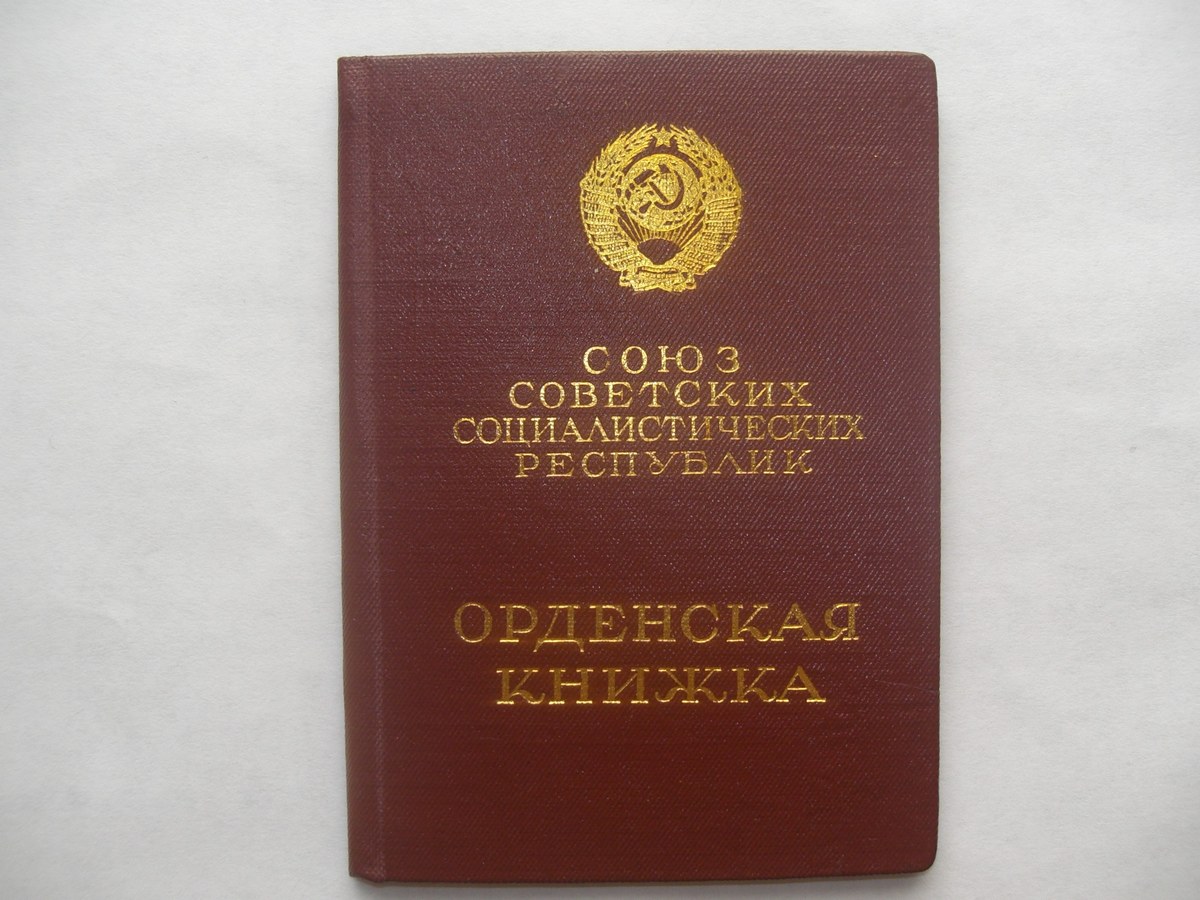 СОЮЗ
СОВЕТСКИХ
СОЦИАЛИСТИЧЕСКИХ
РЕСПУБЛИК
ОРДЕНСКАЯ
КНИЖКА